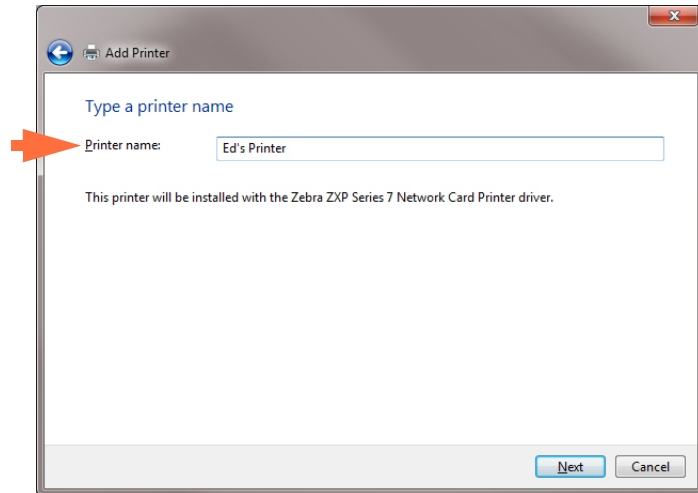 Add Printer
Type a printer name
Printer name:
Ed's Printer
This printer will be installed with the Zebra ZXP Series 7 Network Card Printer driver.
Next
Cancel